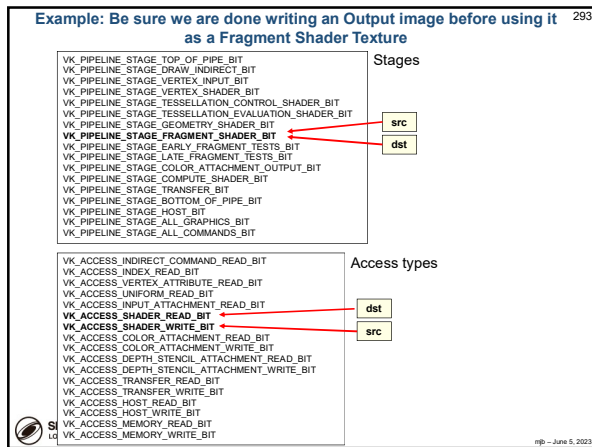 Example: Be sure we are done writing an Output image before using it
as a Fragment Shader Texture
293
VK_PIPELINE_STAGE_TOP_OF_PIPE_BIT
VK_PIPELINE_STAGE_DRAW_INDIRECT_BIT
VK_PIPELINE_STAGE_VERTEX_INPUT_BIT
VK_PIPELINE_STAGE_VERTEX_SHADER_BIT
VK_PIPELINE_STAGE_TESSELLATION_CONTROL_SHADER_BIT
VK_PIPELINE_STAGE_TESSELLATION_EVALUATION_SHADER_BIT
VK_PIPELINE_STAGE_GEOMETRY_SHADER_BIT
VK_PIPELINE_STAGE_FRAGMENT_SHADER_BIT
VK_PIPELINE_STAGE_EARLY_FRAGMENT_TESTS_BIT
VK_PIPELINE_STAGE_LATE_FRAGMENT_TESTS_BIT
VK_PIPELINE_STAGE_COLOR_ATTACHMENT_OUTPUT_BIT
VK_PIPELINE_STAGE_COMPUTE_SHADER_BIT
VK_PIPELINE_STAGE_TRANSFER_BIT
VK_PIPELINE_STAGE_BOTTOM_OF_PIPE_BIT
VK_PIPELINE_STAGE_HOST_BIT
VK_PIPELINE_STAGE_ALL_GRAPHICS_BIT
VK_PIPELINE_STAGE_ALL_COMMANDS_BIT
Stages
src
dst
VK_ACCESS_INDIRECT_COMMAND_READ_BIT
VK_ACCESS_INDEX_READ_BIT
VK_ACCESS_VERTEX_ATTRIBUTE_READ_BIT
VK_ACCESS_UNIFORM_READ_BIT
VK_ACCESS_INPUT_ATTACHMENT_READ_BIT
VK_ACCESS_SHADER_READ_BIT
VK_ACCESS_SHADER_WRITE_BIT
VK_ACCESS_COLOR_ATTACHMENT_READ_BIT
VK_ACCESS_COLOR_ATTACHMENT_WRITE_BIT
VK_ACCESS_DEPTH_STENCIL_ATTACHMENT_READ_BIT
VK_ACCESS_DEPTH_STENCIL_ATTACHMENT_WRITE_BIT
VK_ACCESS_TRANSFER_READ_BIT
VK_ACCESS_TRANSFER_WRITE_BIT
VK_ACCESS_HOST_READ_BIT
VK_ACCESS_HOST_WRITE_BIT
VK_ACCESS_MEMORY_READ_BIT
VK_ACCESS_MEMORY_WRITE_BIT
Access types
dst
src
mjb – June 5, 2023